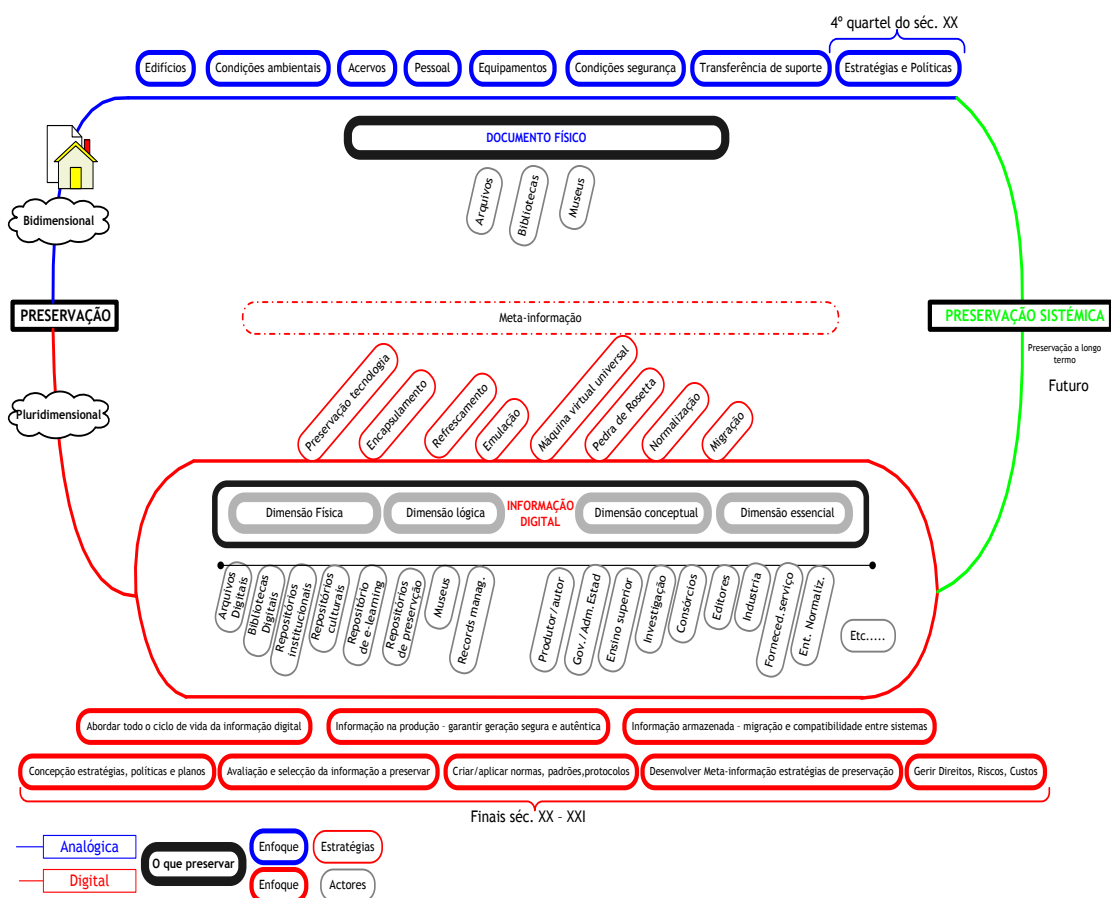 4º quartel do séc. XX
Edifícios
Condições ambientais
Acervos
Pessoal
Equipamentos
Condições segurança
Transferência de suporte
Estratégias e Políticas
DOCUMENTO FÍSICO
Arquivos
Bibliotecas
Museus
Bidimensional
PRESERVAÇÃO
Meta-informação
PRESERVAÇÃO SISTÉMICA
Preservação a longo
termo
Futuro
Pluridimensional
Preservação tecnologia
Encapsulamento
Refrescamento
Emulação
Máquina virtual universal
Pedra de Rosetta
Normalização
Migração
Dimensão Física
Dimensão lógica
INFORMAÇÃO
DIGITAL
Dimensão conceptual
Dimensão essencial
Arquivos
Digitais
Bibliotecas
Digitais
Repositórios
institucionais
Repositórios
culturais
Repositório
de e-learning
Repositórios
de preservção
Museus
Records manag.
Produtor/autor
Gov./Adm.Estad
Ensino superior
Investigação
Consórcios
Editores
Industria
Forneced.serviço
Ent. Normaliz.
Etc.....
Abordar todo o ciclo de vida da informação digital
Informação na produção – garantir geração segura e autêntica
Informação armazenada – migração e compatibilidade entre sistemas
Concepção estratégias, políticas e planos
Avaliação e selecção da informação a preservar
Criar/aplicar normas, padrões,protocolos
Desenvolver Meta-informação estratégias de preservação
Gerir Direitos, Riscos, Custos
Finais séc. XX – XXI
Analógica
O que preservar
Enfoque
Estratégias
Digital
Enfoque
Actores